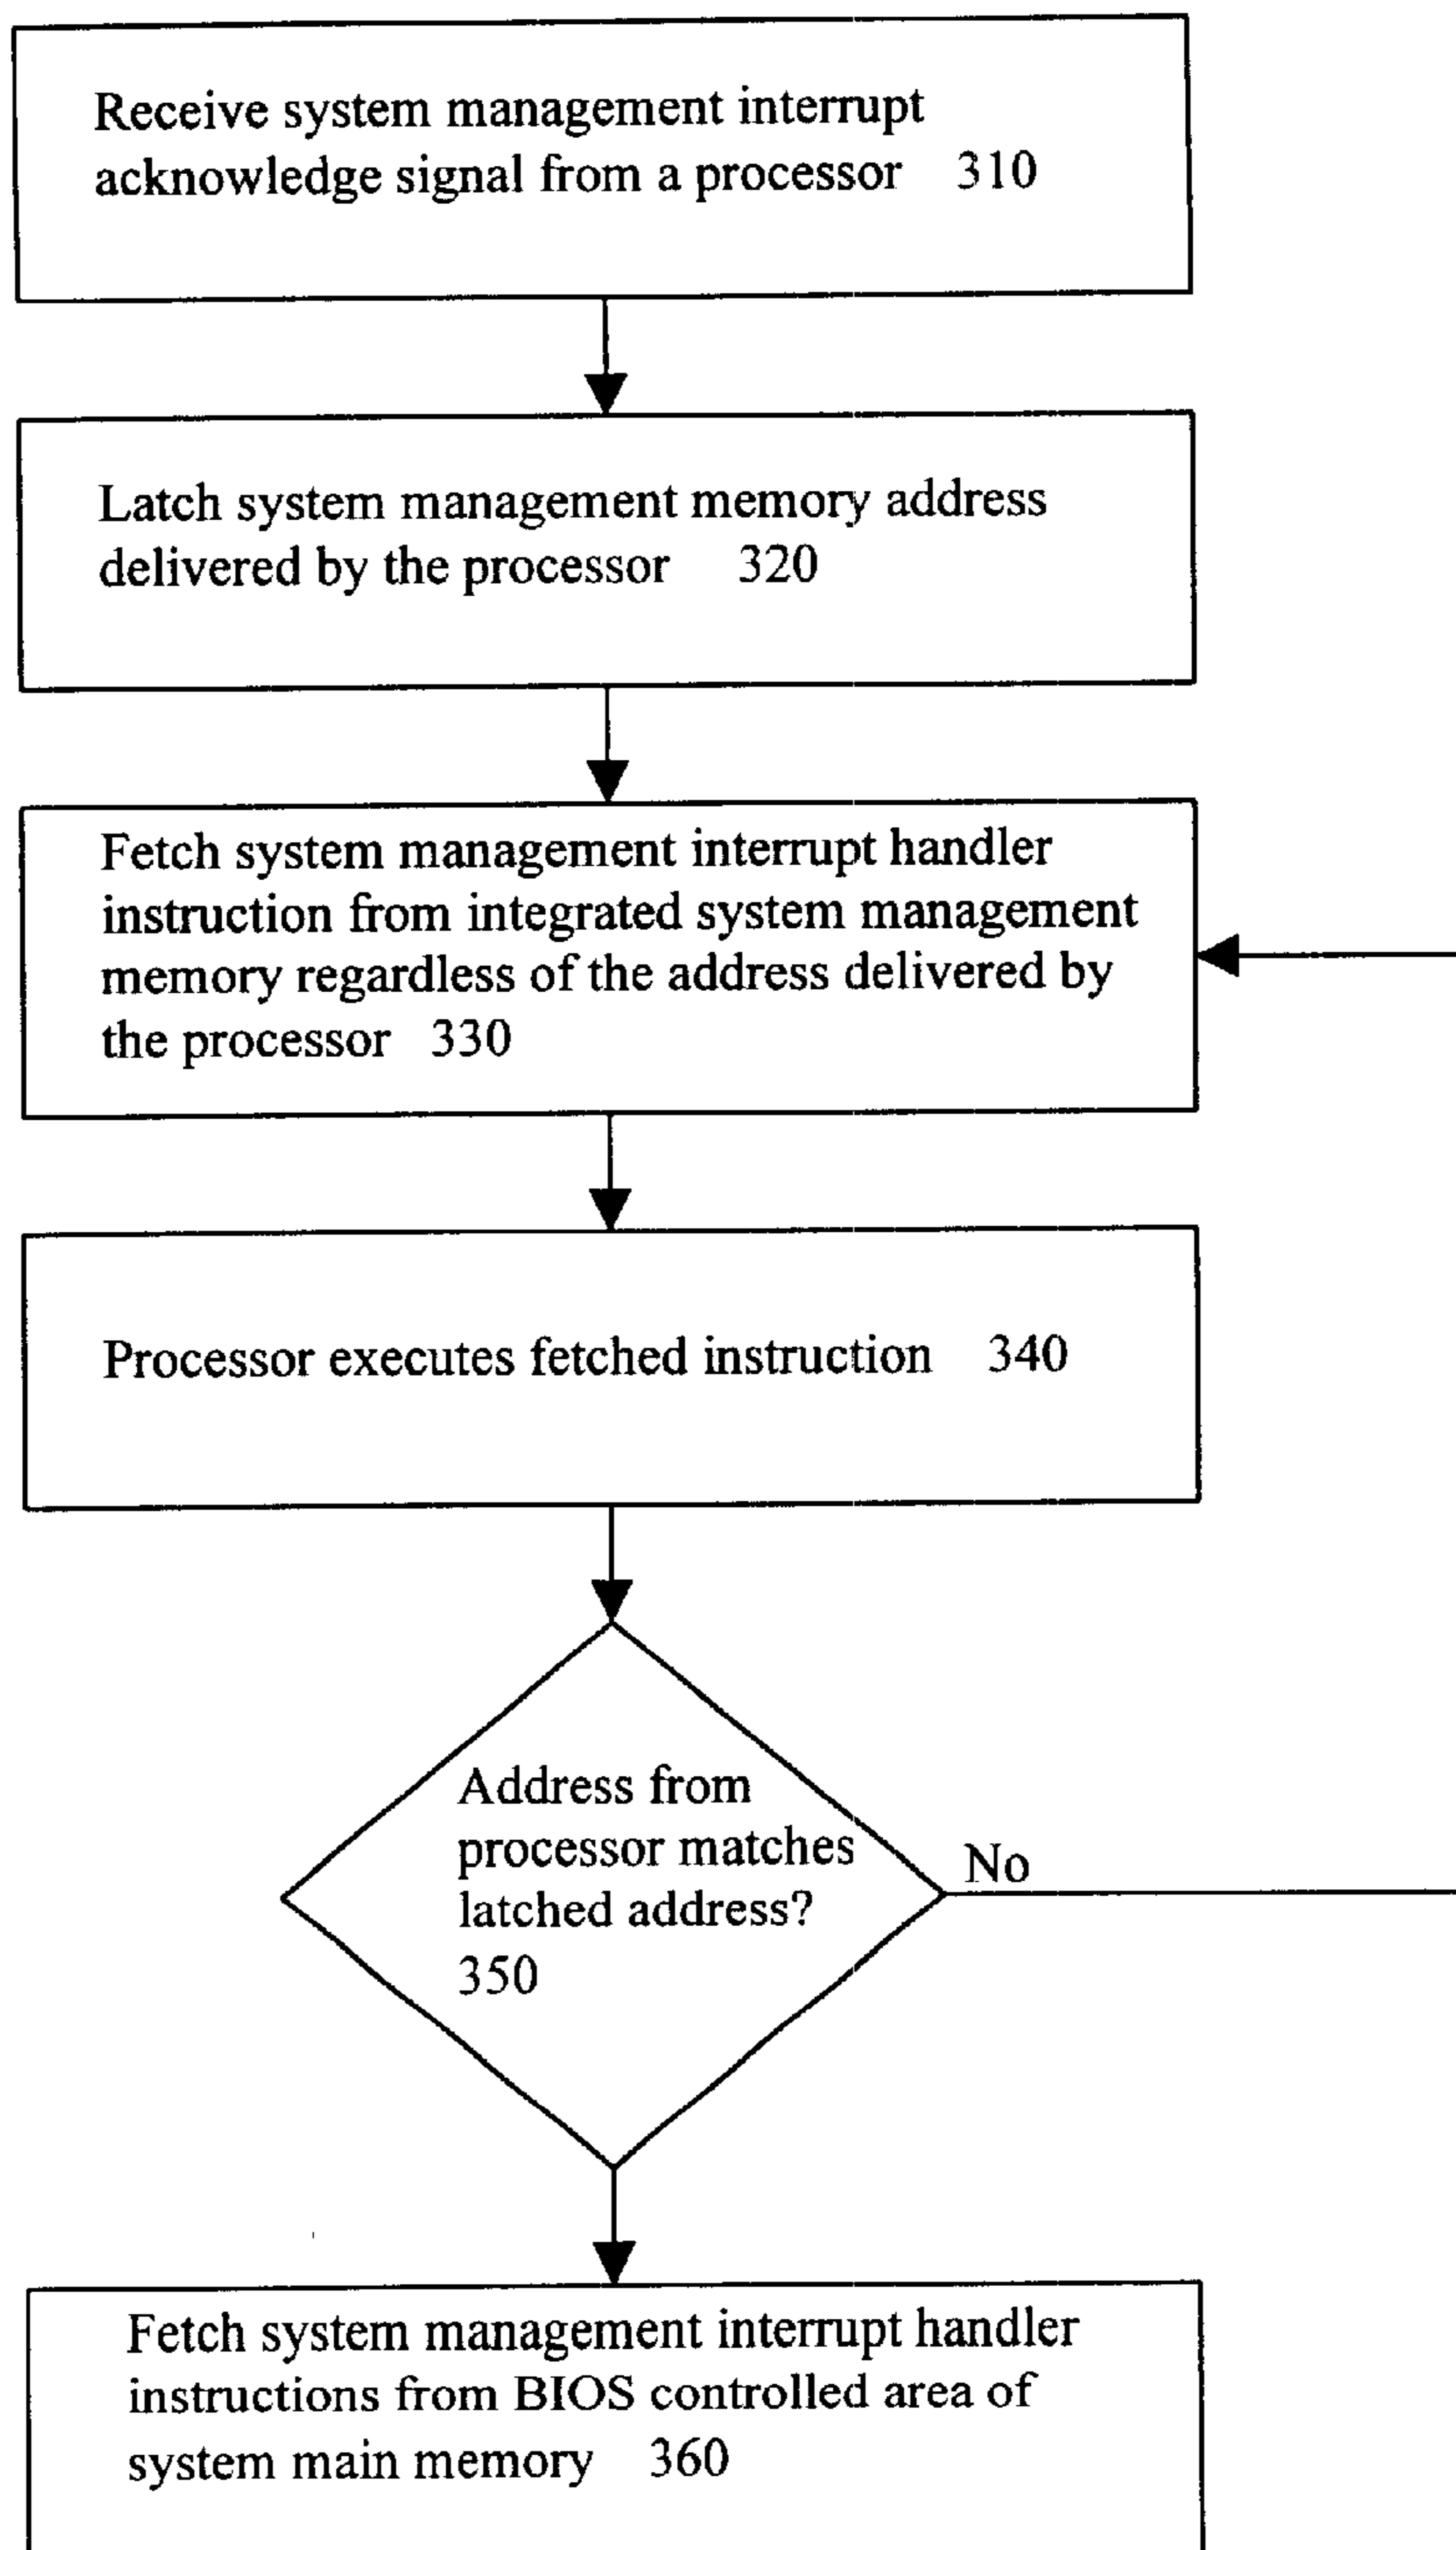 Receive system management interrupt
acknowledge signal from a processor 310
Latch system management memory address
delivered by the processor 320
Fetch system management interrupt handler
instruction from integrated system management
memory regardless of the address delivered by
the processor 330
Processor executes fetched instruction 340
Address from
processor matches
latched address?
350
No
Fetch system management interrupt handler
instructions from BIOS controlled area of
system main memory 360